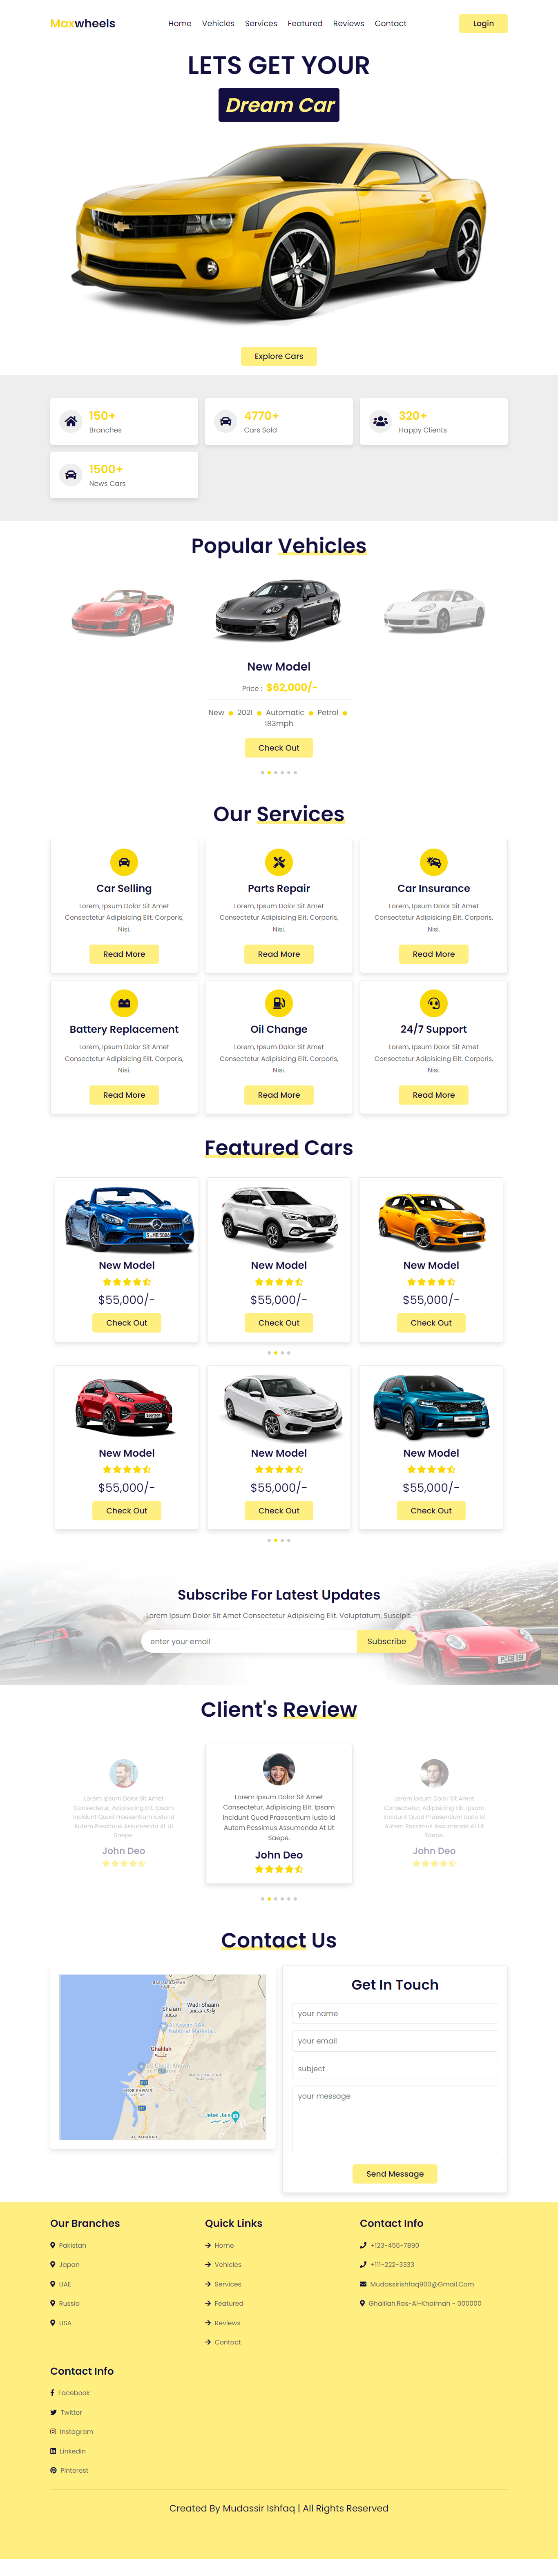 Maxwheels
Home Vehicles Services Featured Reviews Contact
Login
LETS GET YOUR
Dream Car
Explore Cars
150+
Branches
4770+
Cars Sold
320+
Happy Clients
1500+
News Cars
Popular Vehicles
New Model
Price : $62,000/-
New 2021 Automatic Petrol
183mph
Check Out
Our Services
Car Selling
Lorem, Ipsum Dolor Sit Amet
Consectetur Adipisicing Elit. Corporis,
Nisi.
Read More
Parts Repair
Lorem, Ipsum Dolor Sit Amet
Consectetur Adipisicing Elit. Corporis,
Nisi.
Read More
Car Insurance
Lorem, Ipsum Dolor Sit Amet
Consectetur Adipisicing Elit. Corporis,
Nisi.
Read More
Battery Replacement
Lorem, Ipsum Dolor Sit Amet
Consectetur Adipisicing Elit. Corporis,
Nisi.
Read More
Oil Change
Lorem, Ipsum Dolor Sit Amet
Consectetur Adipisicing Elit. Corporis,
Nisi.
Read More
24/7 Support
Lorem, Ipsum Dolor Sit Amet
Consectetur Adipisicing Elit. Corporis,
Nisi.
Read More
Featured Cars
New Model
$55,000/-
Check Out
New Model
$55,000/-
Check Out
New Model
$55,000/-
Check Out
New Model
$55,000/-
Check Out
New Model
$55,000/-
Check Out
New Model
$55,000/-
Check Out
Subscribe For Latest Updates
Lorem Ipsum Dolor Sit Amet Consectetur Adipisicing Elit. Voluptatum, Suscipit.
enter your email
Subscribe
Client's Review
Lorem Ipsum Dolor Sit Amet
Consectetur, Adipisicing Elit. Ipsam
Incidunt Quod Praesentium Iusto Id
Autem Possimus Assumenda At Ut
Saepe.
John Deo
Lorem Ipsum Dolor Sit Amet
Consectetur, Adipisicing Elit. Ipsam
Incidunt Quod Praesentium Iusto Id
Autem Possimus Assumenda At Ut
Saepe.
John Deo
Lorem Ipsum Dolor Sit Amet
Consectetur, Adipisicing Elit. Ipsam
Incidunt Quod Praesentium Iusto Id
Autem Possimus Assumenda At Ut
Saepe.
John Deo
Contact Us
Wadi Shaam
وادي شعم
Sha'am
شعم
Ghalilah
غليلة
Jebel Jais
Get In Touch
your name
your email
subject
your message
Send Message
Our Branches
Pakistan
Japan
UAE
Russia
USA
Quick Links
Home
Vehicles
Services
Featured
Reviews
Contact
Contact Info
+123-456-7890
+111-222-3333
Mudassirishfaq900@Gmail.Com
Ghalilah,Ras-Al-Khaimah - 000000
Contact Info
Facebook
Twitter
Instagram
Linkedin
Pinterest
Created By Mudassir Ishfaq | All Rights Reserved